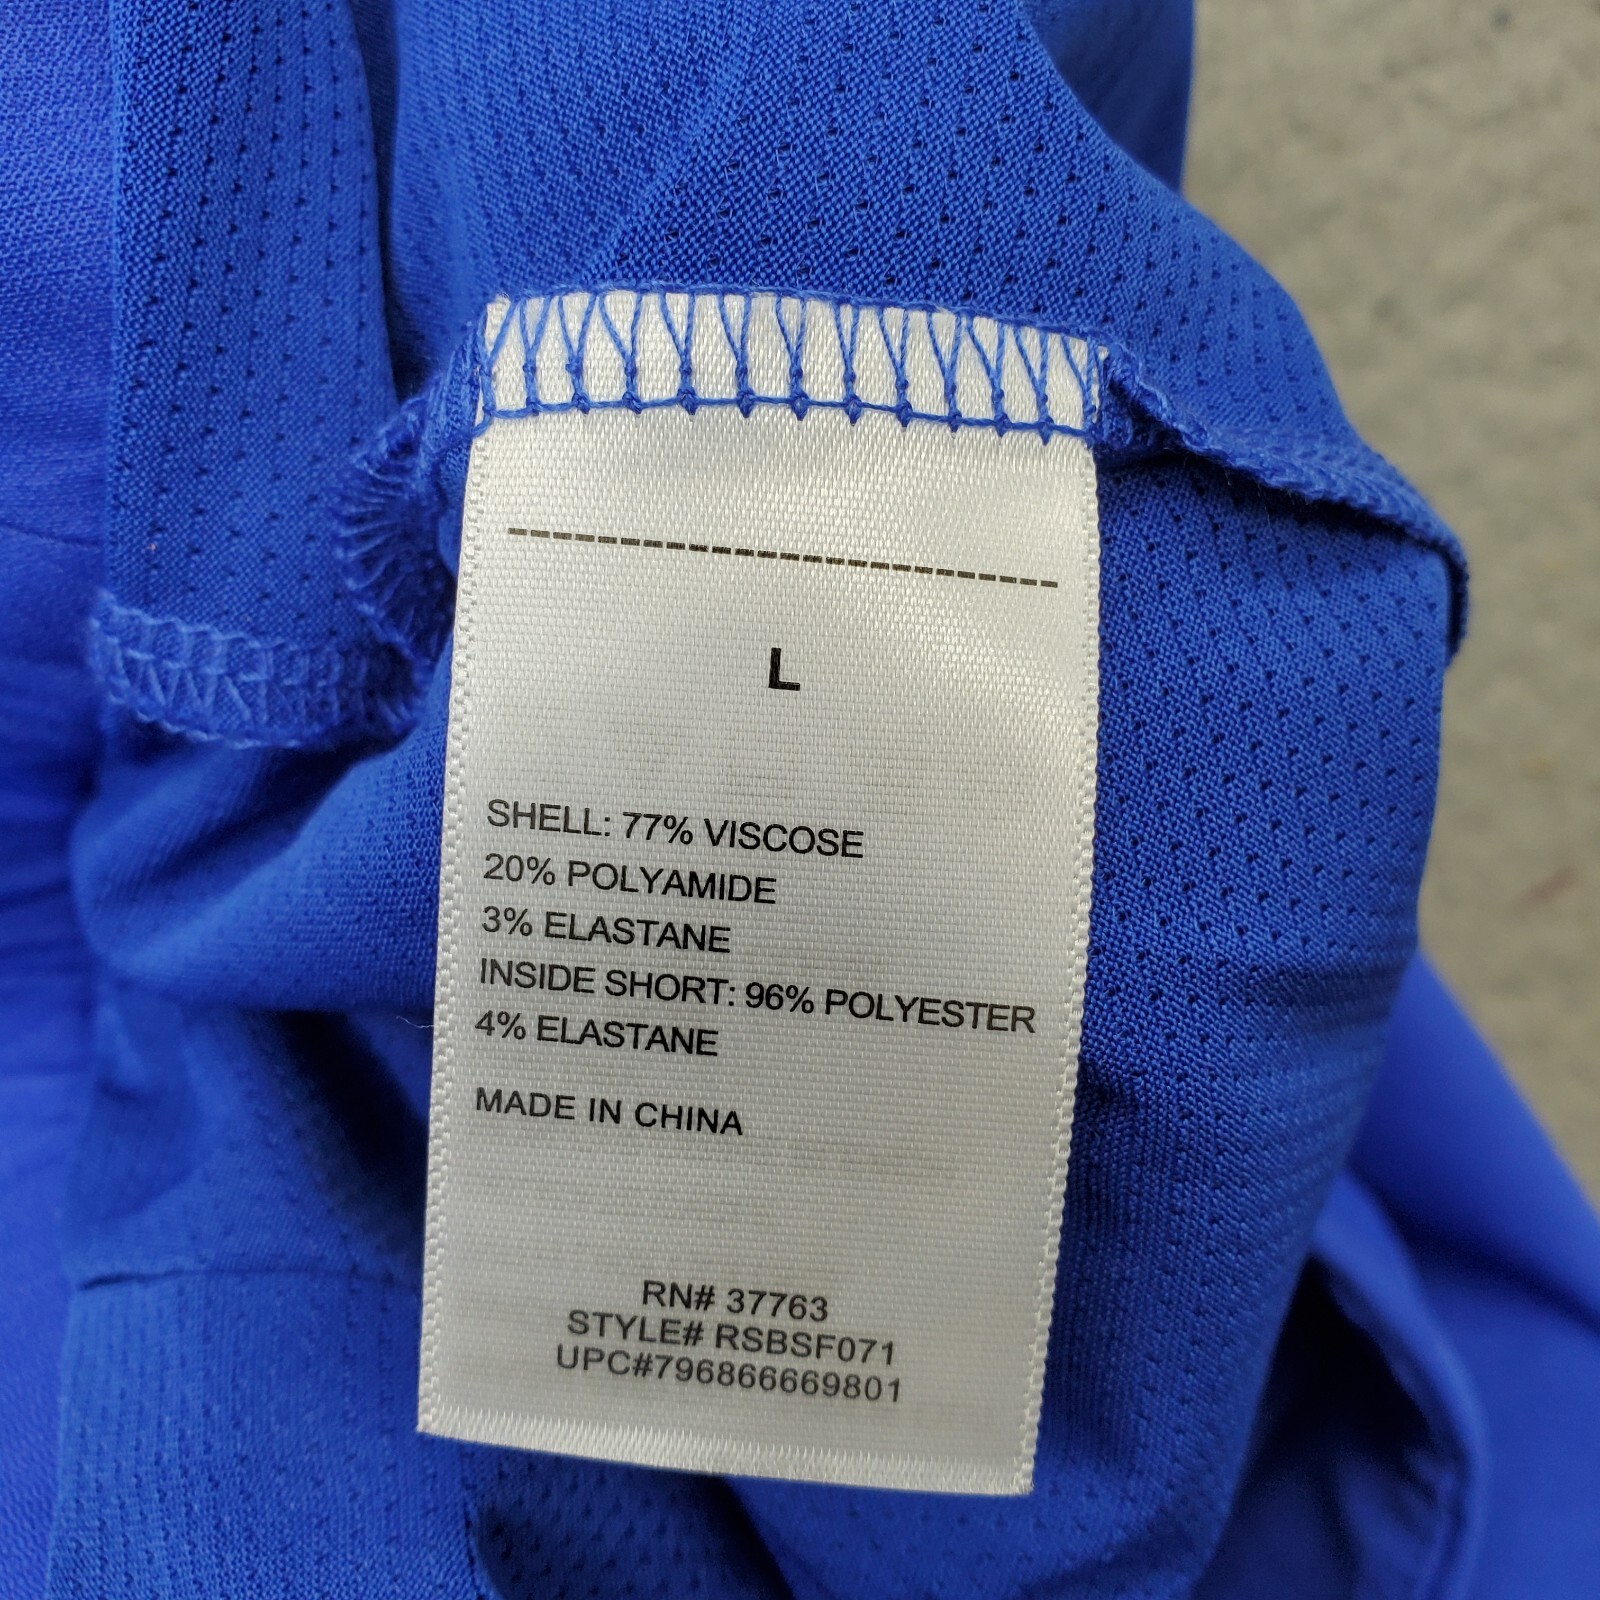 L
SHELL: 77% VISCOSE
20% POLYAMIDE
3% ELASTANE
INSIDE SHORT: 96% POLYESTER
4% ELASTANE
MADE IN CHINA
RN# 37763
STYLE# RSBSF071
UPC#796866669801